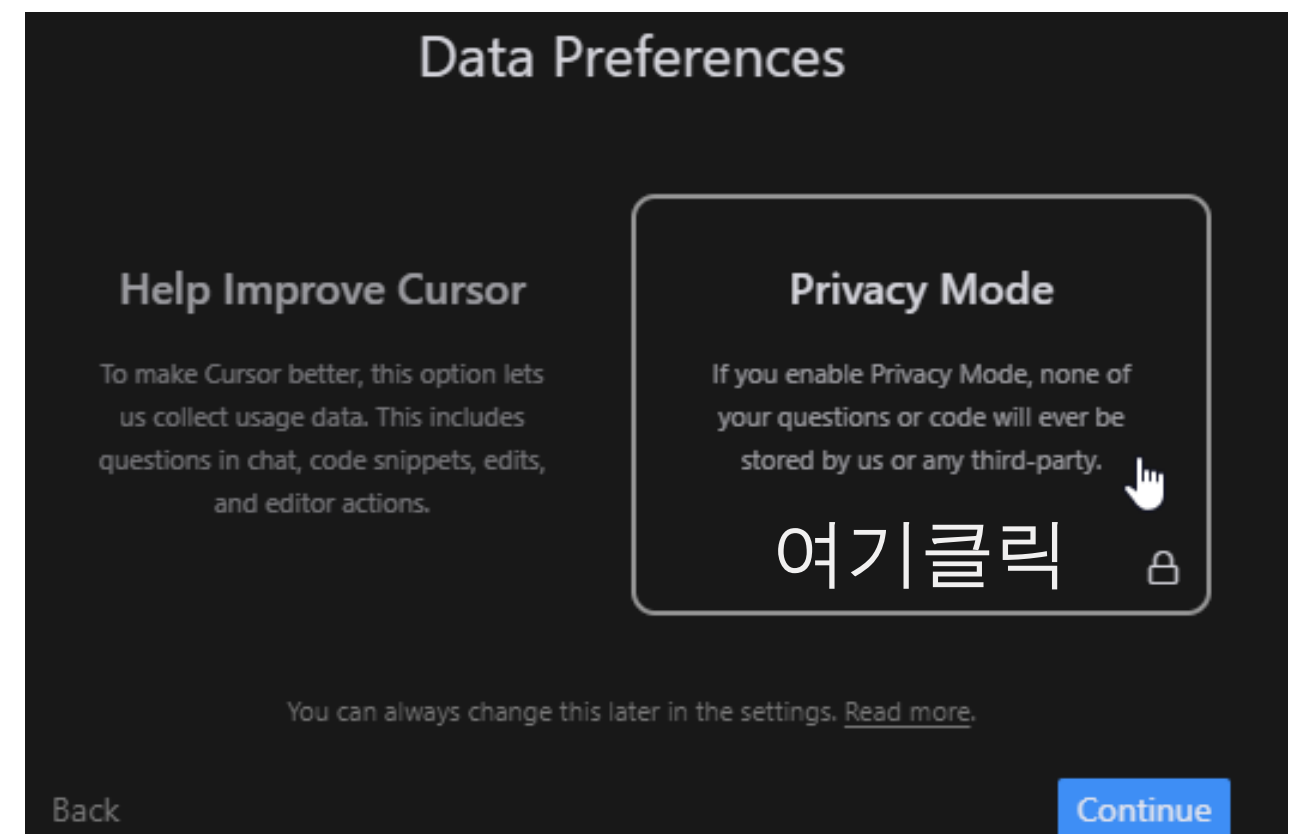 Data Preferences
Help Improve Cursor
To make Cursor better, this option lets
us collect usage data. This includes
questions in chat, code snippets, edits,
and editor actions.
Privacy Mode
If you enable Privacy Mode, none of
your questions or code will ever be
stored by us or any third-party.
여기클릭
You can always change this later in the settings. Read more.
Back
Continue